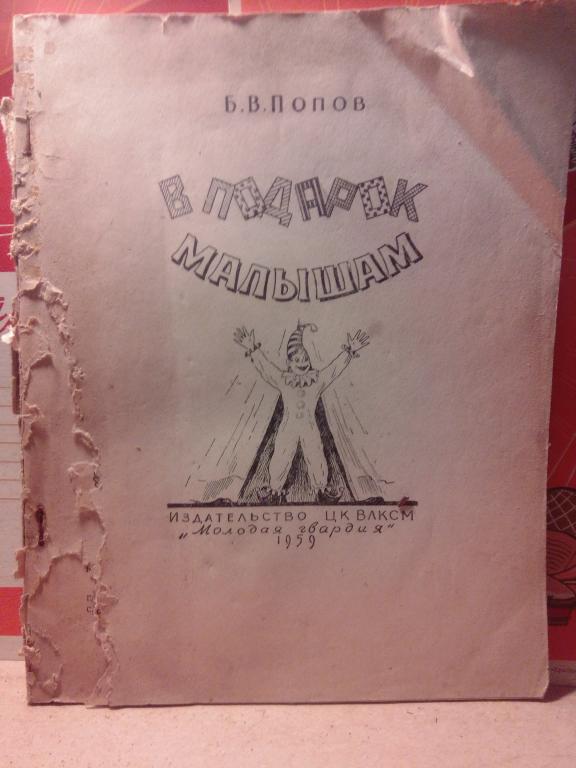 Б.В.Попов
В ПОДАРОК
МАЛЫШАМ
ИЗДАТЕЛЬСТВО ЦК ВЛКСМ
„Молодая гвардия"
1959